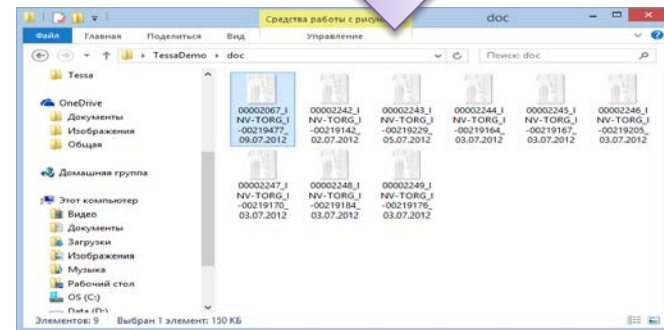 Средства работы с рисунками
doc
Файл
Главная
Поделиться
Вид
Управление
TessaDemo
doc
Поиск: doc
Tessa
OneDrive
Документы
Изображения
Общая
Домашняя группа
Этот компьютер
Видео
Документы
Загрузки
Изображения
Музыка
Рабочий стол
OS (C:)
Data (D:)
00002067_I
NV-TORG_I
-00219477_
09.07.2012
00002242_I
NV-TORG_I
-00219142_
02.07.2012
00002243_I
NV-TORG_I
-00219229_
05.07.2012
00002244_I
NV-TORG_I
-00219164_
03.07.2012
00002245_I
NV-TORG_I
-00219167_
03.07.2012
00002246_I
NV-TORG_I
-00219205_
03.07.2012
00002247_I
NV-TORG_I
-00219170_
03.07.2012
00002248_I
NV-TORG_I
-00219184_
03.07.2012
00002249_I
NV-TORG_I
-00219176_
03.07.2012
Элементов: 9 Выбран 1 элемент: 150 КБ